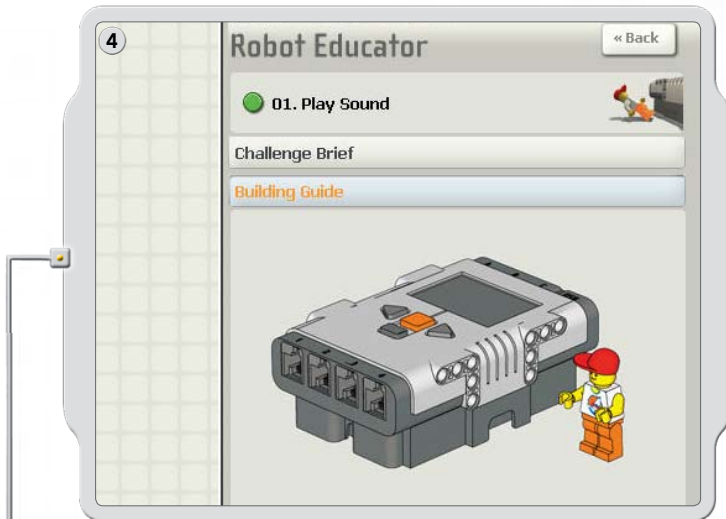 4
Robot Educator
« Back
01. Play Sound
Challenge Brief
Building Guide